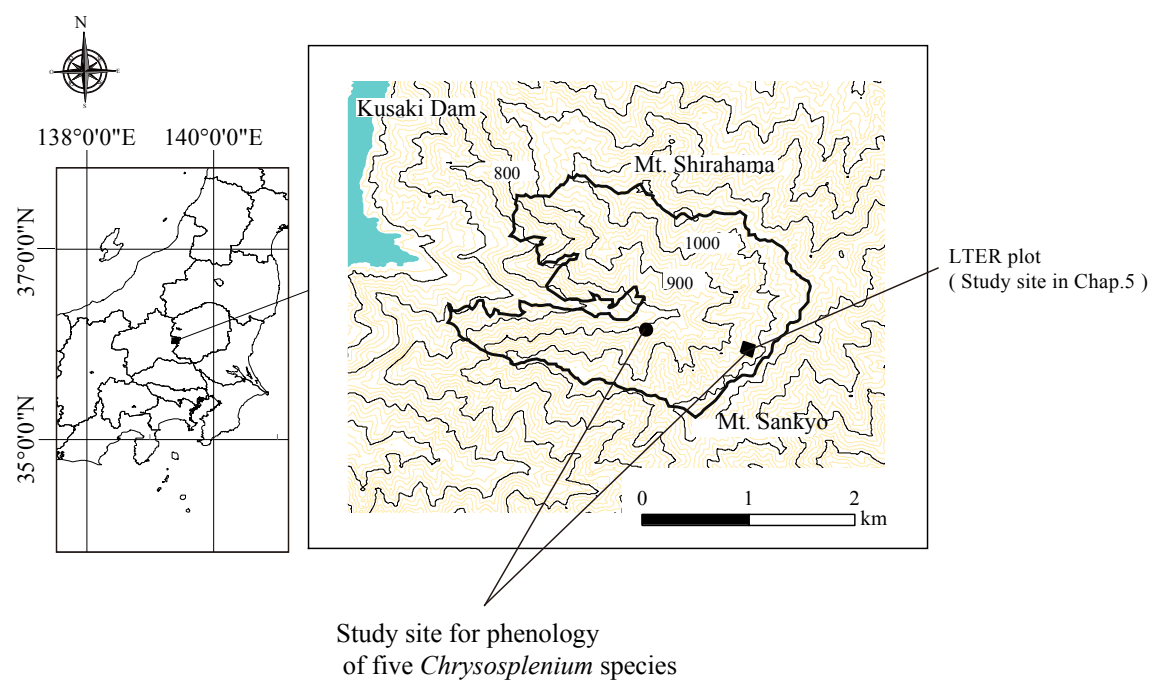 N
138°0'0"E 140°0'0"E
37°0'0"N
35°0'0"N
Kusaki Dam
Mt. Shirahama
800
1000
900
Mt. Sankyo
0 1 2
km
LTER plot
( Study site in Chap.5 )
Study site for phenology
of five Chrysosplenium species